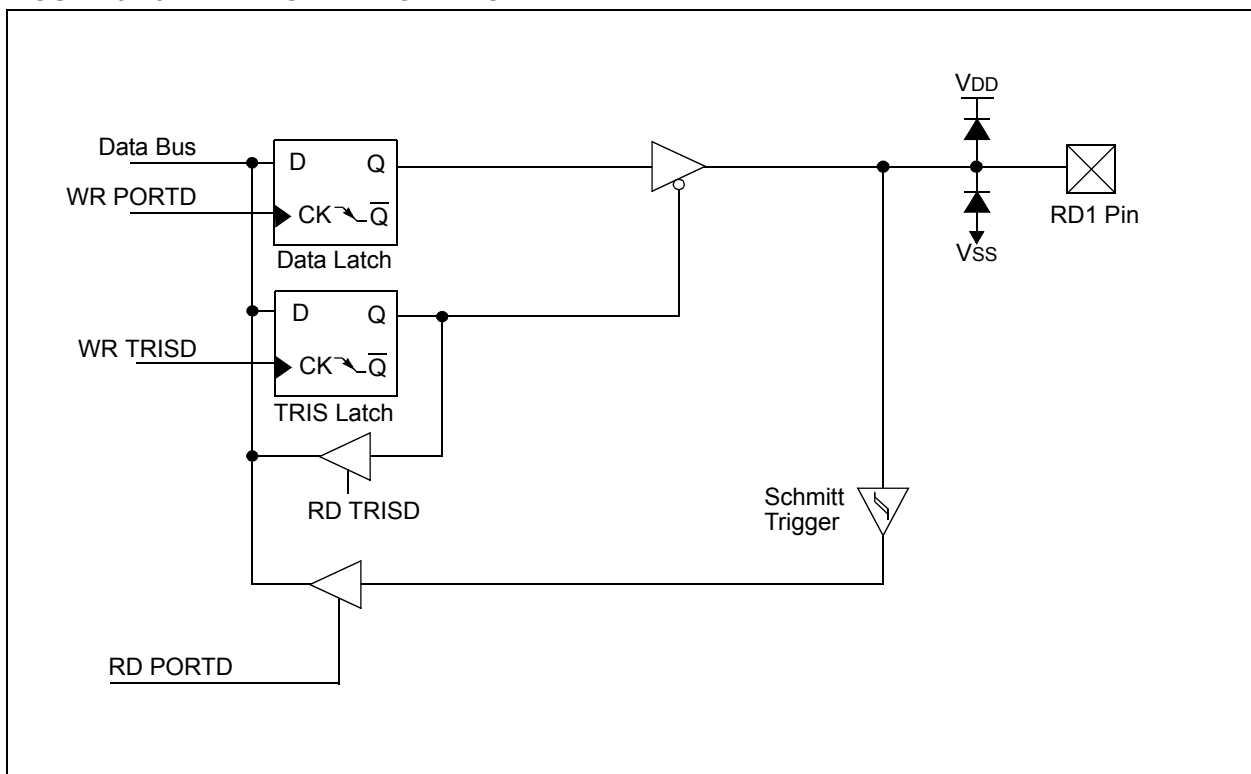 VDD
Data Bus
D Q
WR PORTD
CK Q
RD1 Pin
Data Latch
VSS
D Q
WR TRISD
CK Q
TRIS Latch
RD TRISD
Schmitt
Trigger
RD PORTD